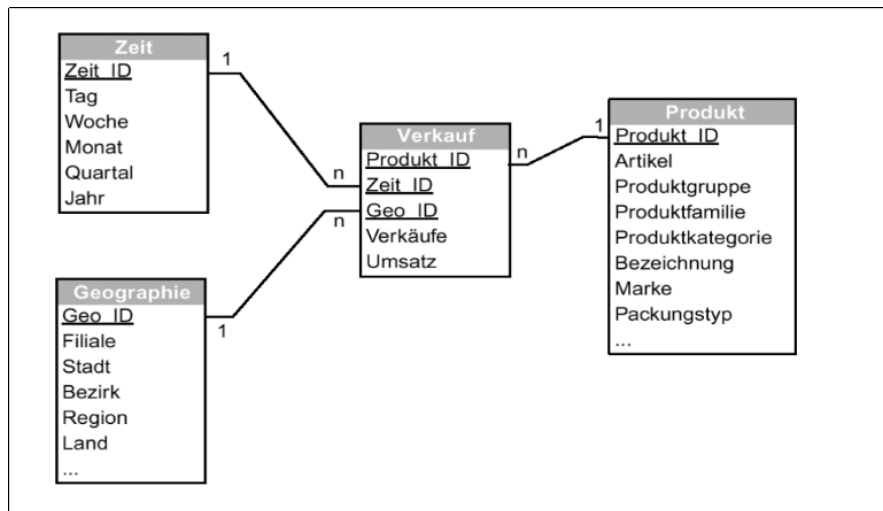 Zeit
Zeit_ID
Tag
Woche
Monat
Quartal
Jahr
1
n
Verkauf
Produkt_ID
Zeit_ID
Geo_ID
Verkäufe
Umsatz
n
1
Produkt
Produkt_ID
Artikel
Produktgruppe
Produktfamilie
Produktkategorie
Bezeichnung
Marke
Packungstyp
...
n
1
Geographie
Geo_ID
Filiale
Stadt
Bezirk
Region
Land
...